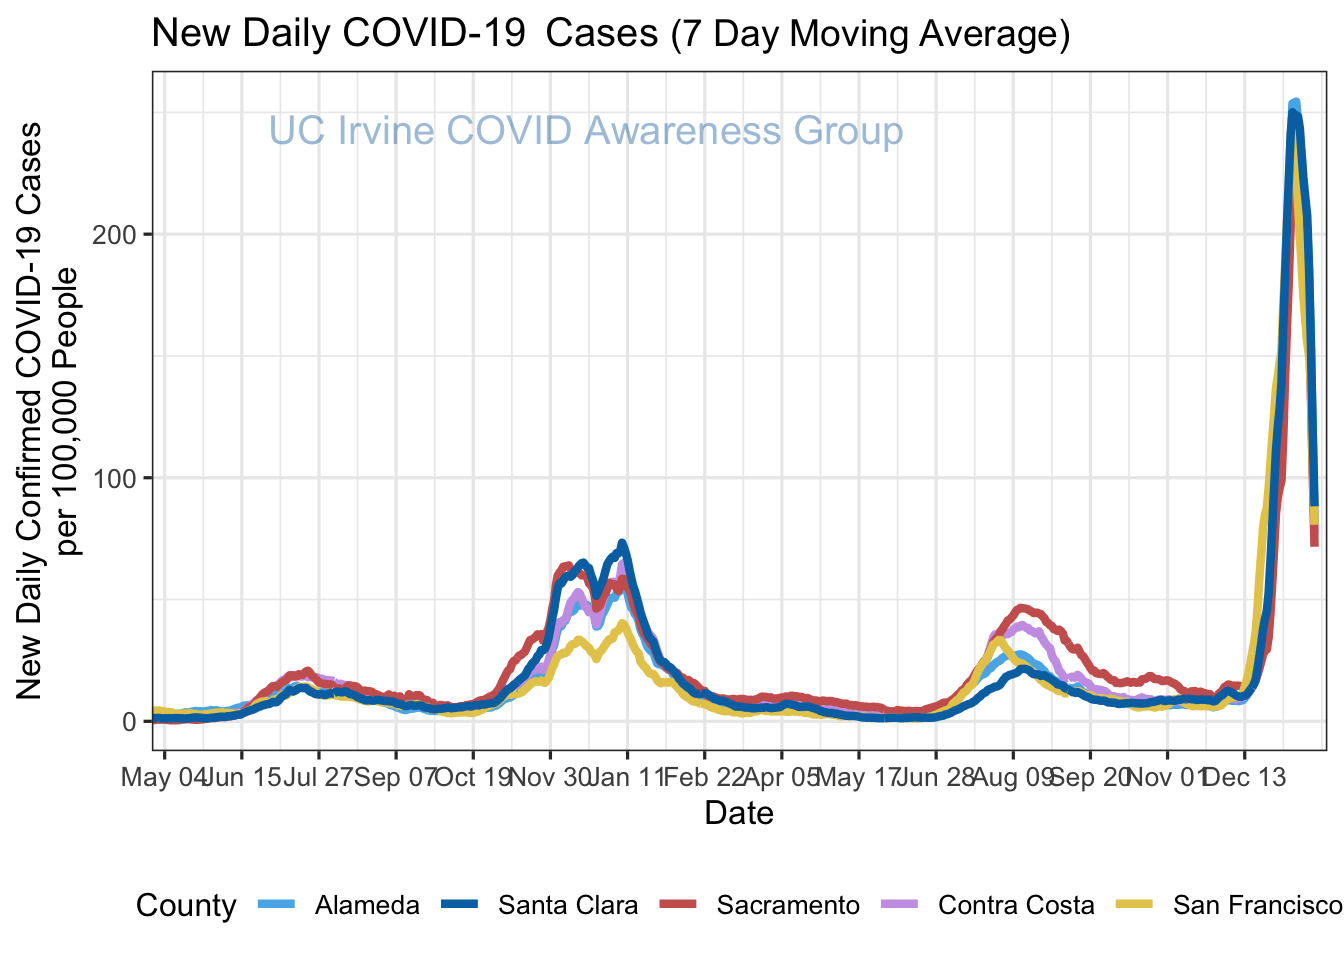 New Daily COVID-19  Cases (7 Day Moving Average)
UC Irvine COVID Awareness Group
New Daily Confirmed COVID-19 Cases
per 100,000 People
200
100
0
May 04 Jun 15 Jul 27 Sep 07 Oct 19 Nov 30 Jan 11 Feb 22 Apr 05 May 17 Jun 28 Aug 09 Sep 20 Nov 01 Dec 13
Date
County Alameda Santa Clara Sacramento Contra Costa San Francisco